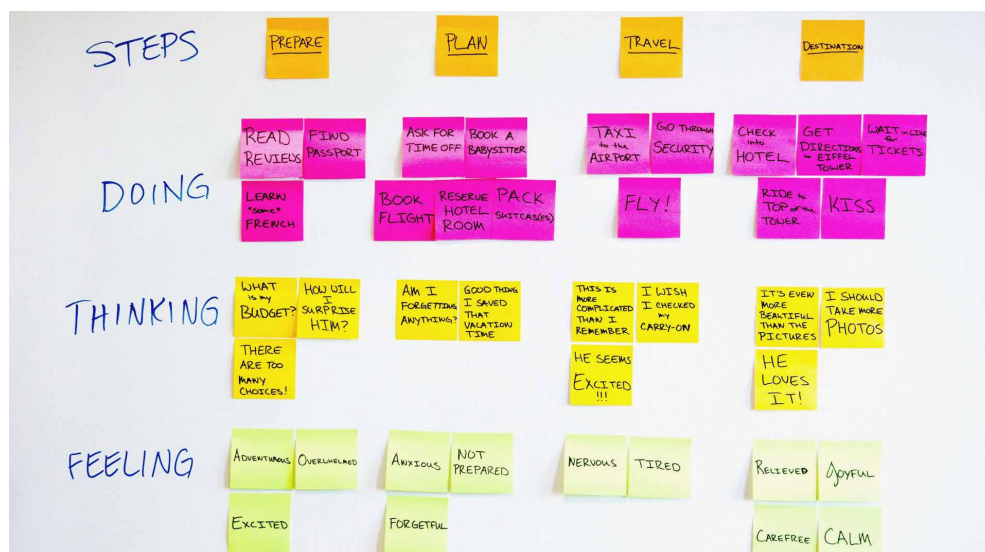 STEPS
PREPARE
PLAN
TRAVEL
DESTINATION
DOING
READ
REVIEWS
FIND
PASSPORT
LEARN
"SOME"
FRENCH
ASK FOR
TIME OFF
BOOK A
BABYSITTER
BOOK
FLIGHT
RESERVE
HOTEL
ROOM
PACK
SUITCAS(ES)
TAXI
to the
AIRPORT
GO THROUGH
SECURITY
FLY!
CHECK
into
HOTEL
GET
DIRECTIONS
to EIFFEL
TOWER
WAIT in LINE
for
TICKETS
RIDE to
TOP OF the
TOWER
KISS
THINKING
WHAT
is my
BUDGET?
HOW WILL
I
SURPRISE
HIM?
THERE
ARE TOO
MANY
CHOICES!
AM I
FORGETTING
ANYTHING?
GOOD THING
I SAVED
THAT
VACATION
TIME
THIS IS
MORE
COMPLICATED
THAN I
REMEMBER
I WISH
I CHECKED
my
CARRY-ON
HE SEEMS
EXCITED
!!!
IT'S EVEN
MORE
BEAUTIFUL
THAN THE
PICTURES
I SHOULD
TAKE MORE
PHOTOS
HE
LOVES
IT!
FEELING
ADVENTUROUS
OVERWHELMED
EXCITED
ANXIOUS
NOT
PREPARED
FORGETFUL
NERVOUS
TIRED
RELIEVED
JOYFUL
CAREFREE
CALM